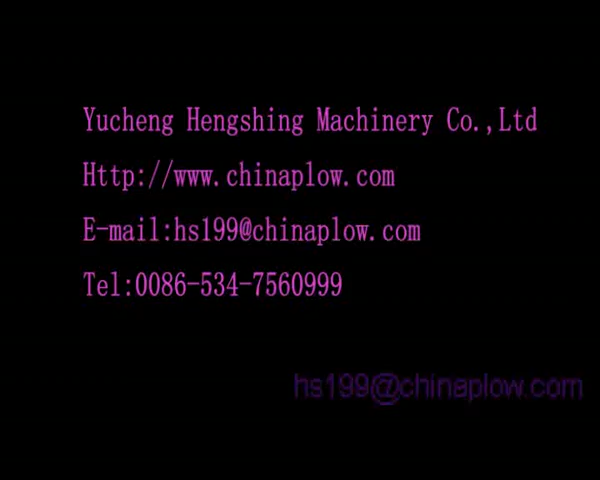 Yucheng Hengshing Machinery Co.,Ltd
Http://www.chinaplow.com
E-mail:hs199@chinaplow.com
Tel:0086-534-7560999
hs199@chinaplow.com